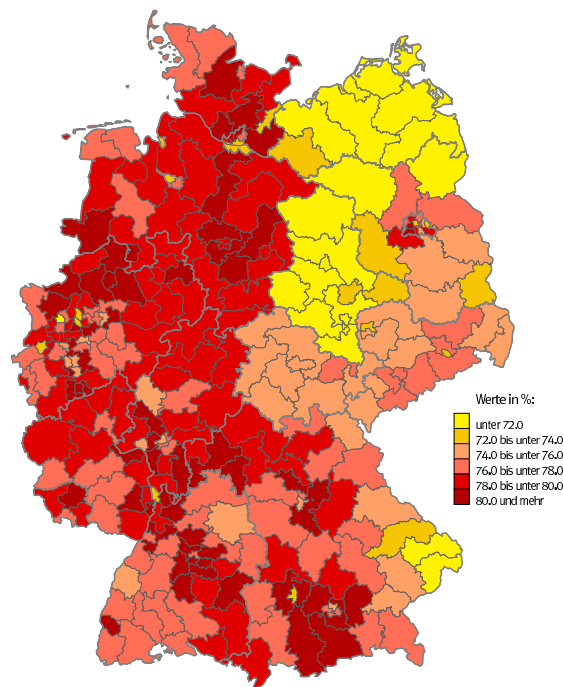 Werte in %:
unter 72.0
72.0 bis unter 74.0
74.0 bis unter 76.0
76.0 bis unter 78.0
78.0 bis unter 80.0
80.0 und mehr